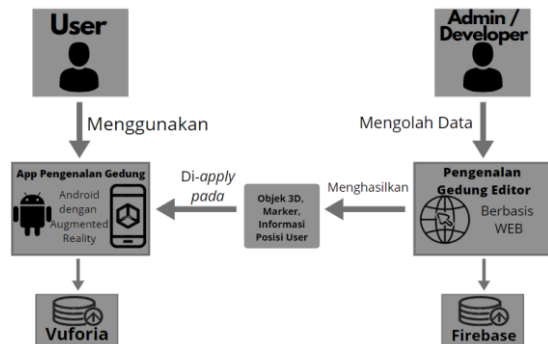 User
Admin /
Developer
Menggunakan
Mengolah Data
App Pengenalan Gedung
Android
dengan
Augmented
Reality
Di-apply
pada
Objek 3D,
Marker,
Informasi
Posisi User
Menghasilkan
Pengenalan
Gedung Editor
Berbasis
WEB
Vuforia
Firebase